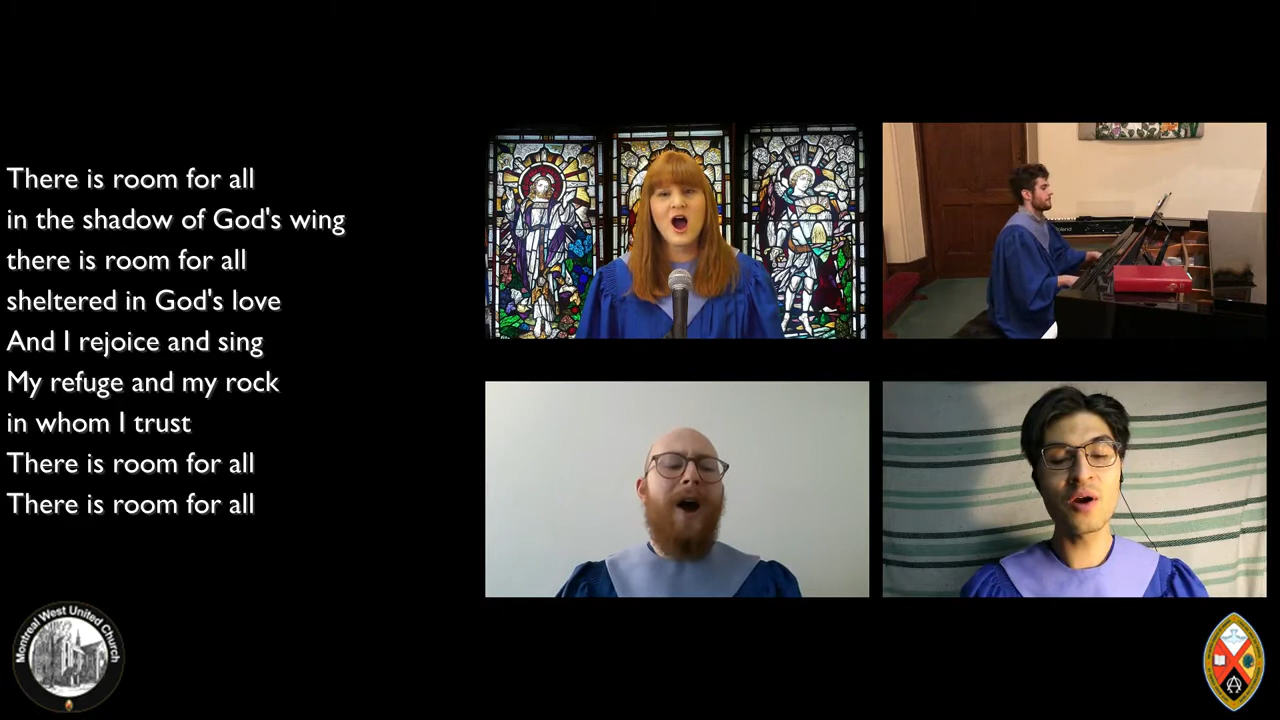 There is room for all
in the shadow of God's wing
there is room for all
sheltered in God's love
And I rejoice and sing
My refuge and my rock
in whom I trust
There is room for all
There is room for all
Montreal West United Church
Roland